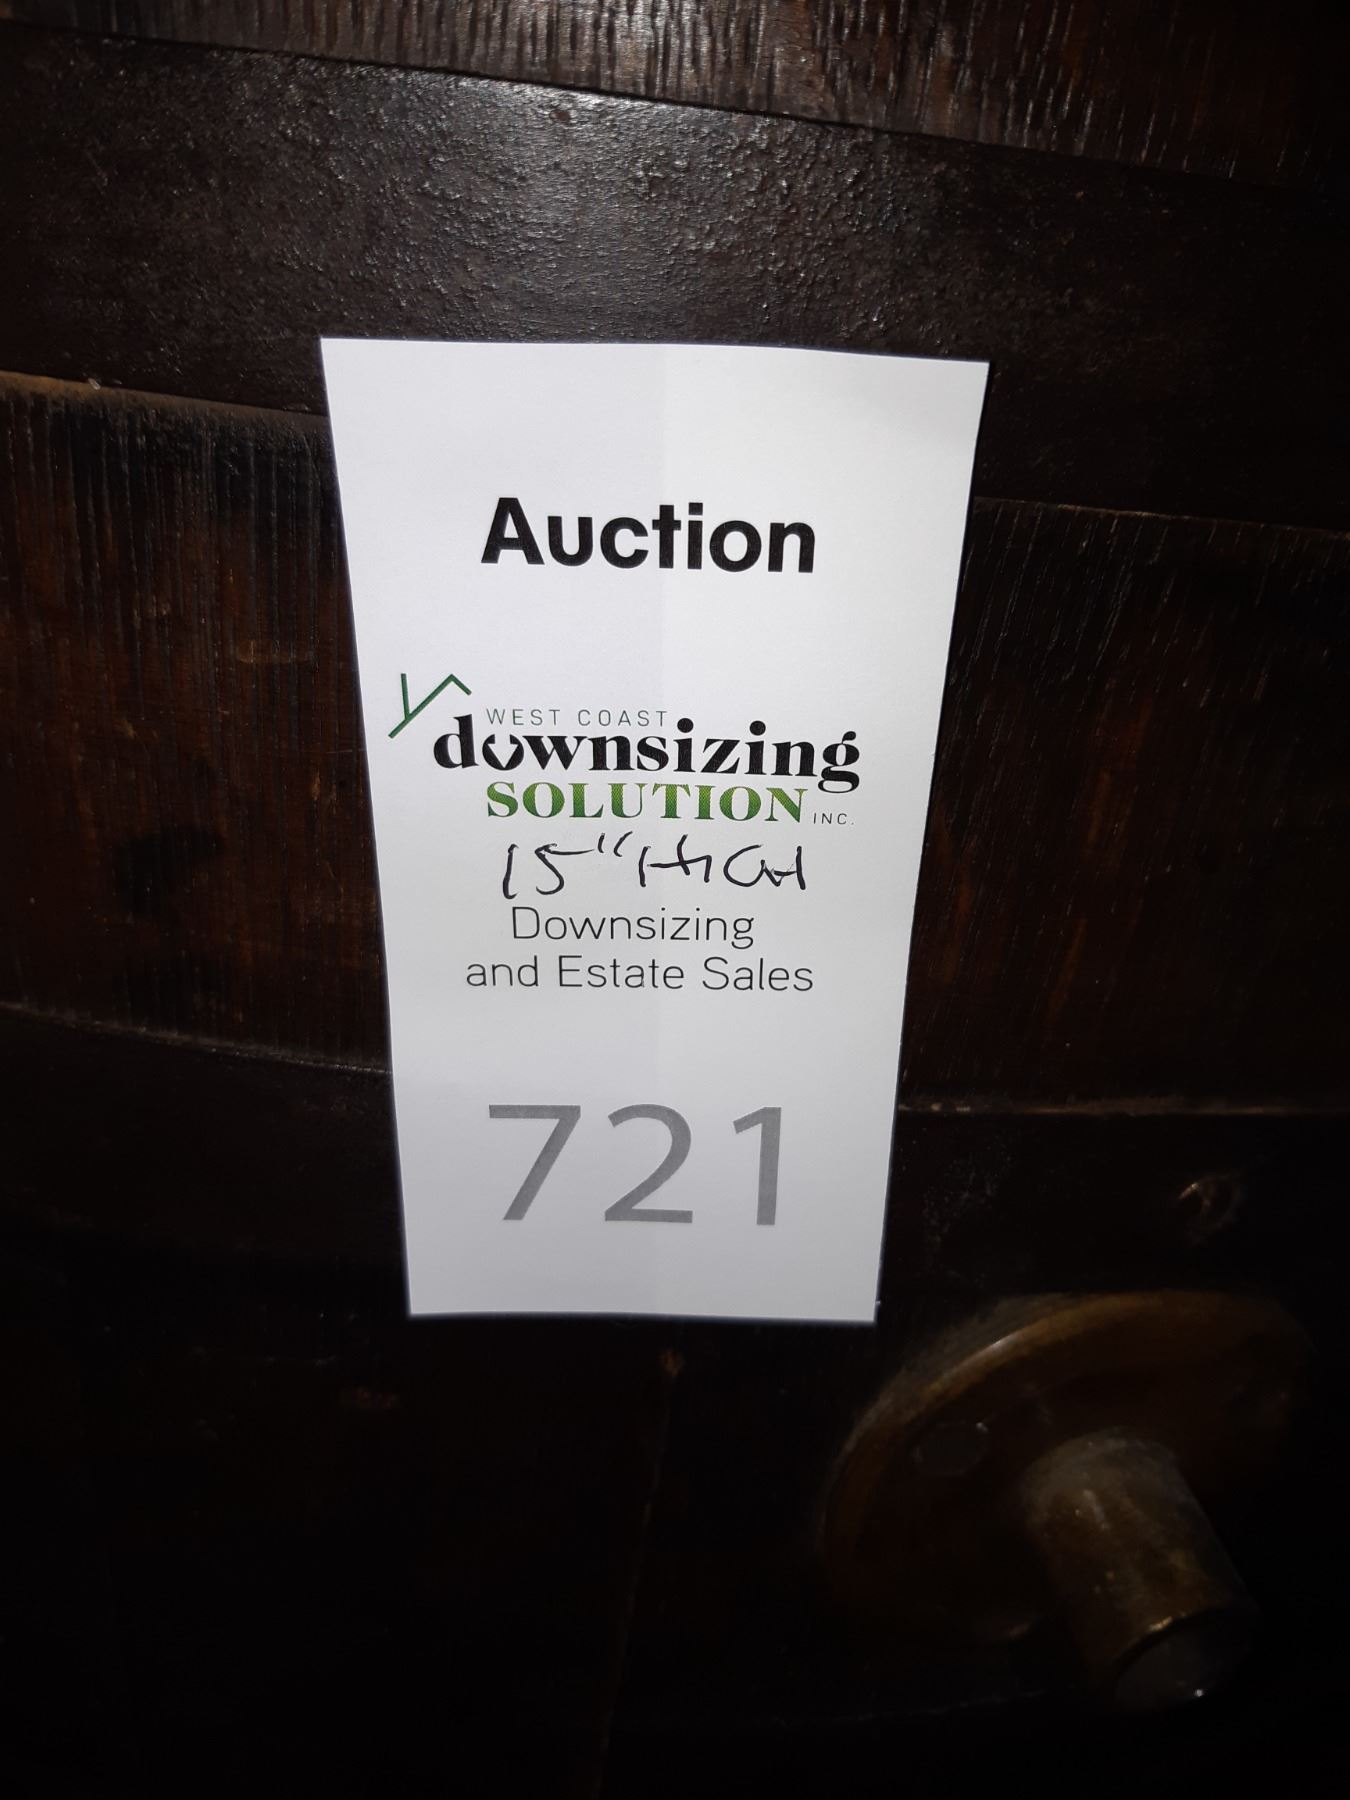 Auction
WEST COAST
downsizing
SOLUTION INC.
15" HIGH
Downsizing
and Estate Sales
721